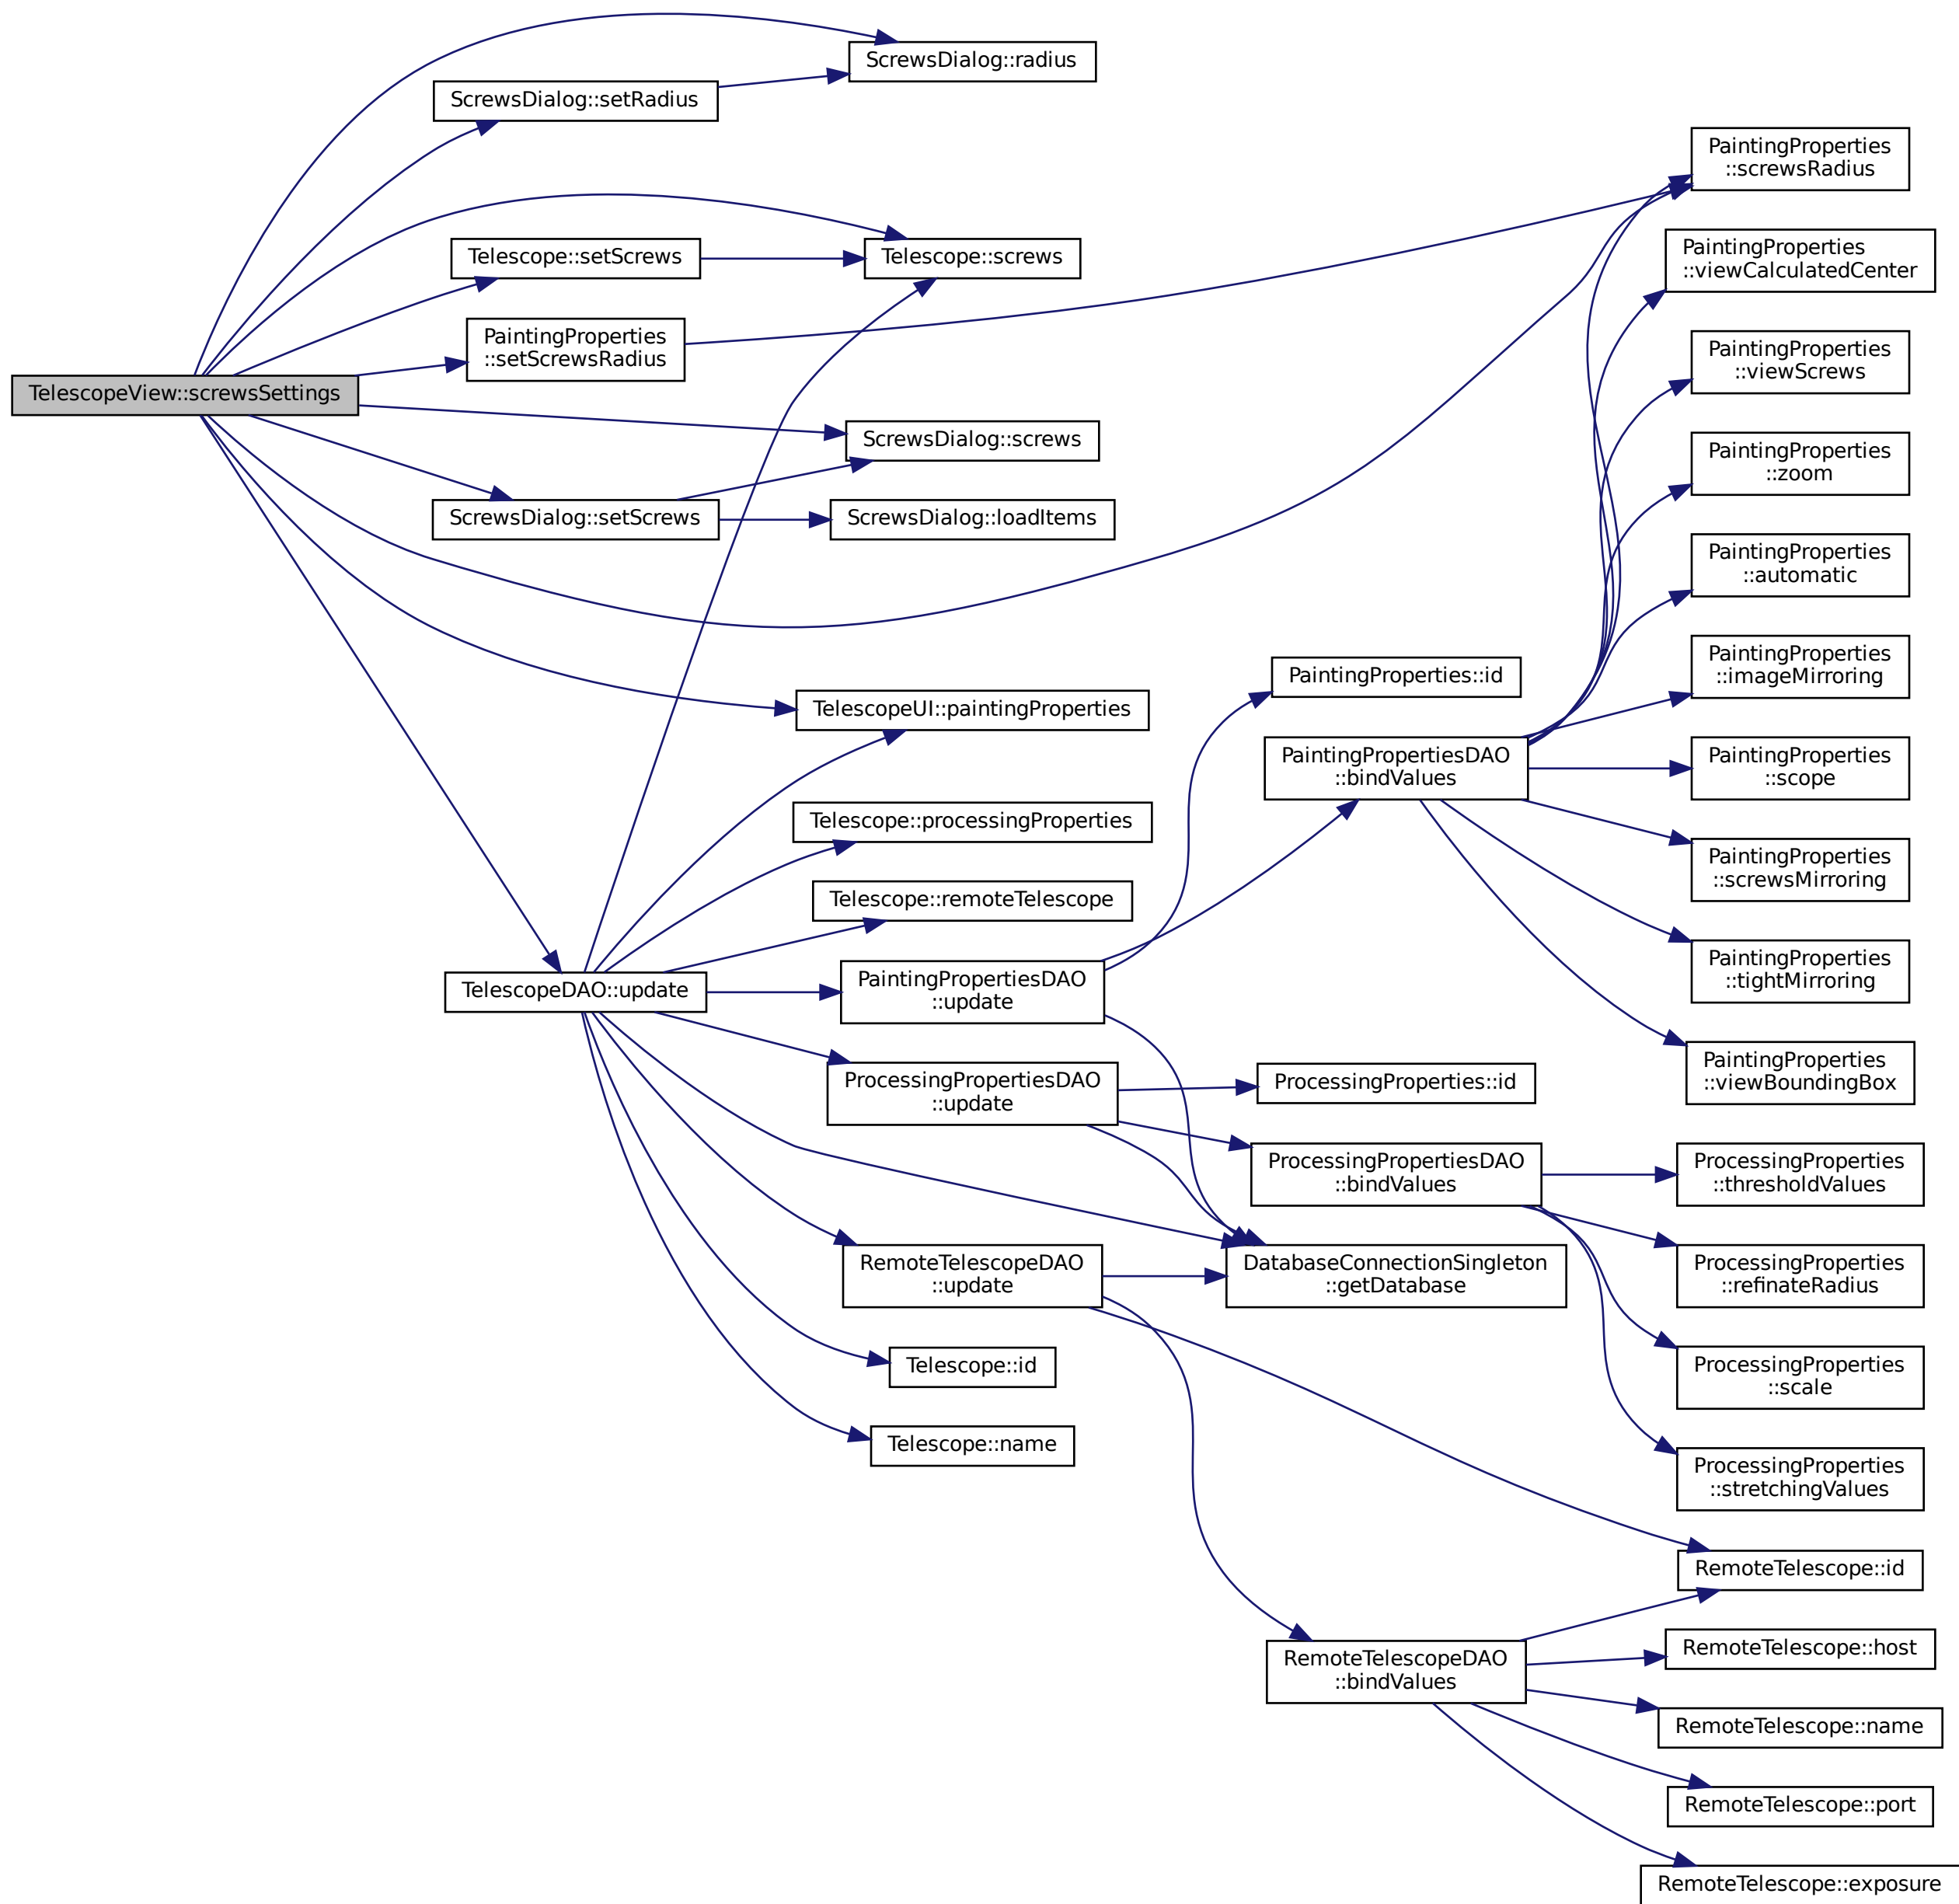 ScrewsDialog::radius
ScrewsDialog::setRadius
PaintingProperties
::screwsRadius
Telescope::setScrews
Telescope::screws
PaintingProperties
::viewCalculatedCenter
PaintingProperties
::setScrewsRadius
PaintingProperties
::viewScrews
TelescopeView::screwsSettings
ScrewsDialog::screws
PaintingProperties
::zoom
ScrewsDialog::setScrews
ScrewsDialog::loadItems
PaintingProperties
::automatic
PaintingProperties
::imageMirroring
PaintingProperties::id
TelescopeUI::paintingProperties
PaintingPropertiesDAO
::bindValues
PaintingProperties
::scope
Telescope::processingProperties
PaintingProperties
::screwsMirroring
Telescope::remoteTelescope
TelescopeDAO::update
PaintingPropertiesDAO
::update
PaintingProperties
::tightMirroring
ProcessingPropertiesDAO
::update
ProcessingProperties::id
PaintingProperties
::viewBoundingBox
ProcessingPropertiesDAO
::bindValues
ProcessingProperties
::thresholdValues
RemoteTelescopeDAO
::update
DatabaseConnectionSingleton
::getDatabase
ProcessingProperties
::refinateRadius
Telescope::id
ProcessingProperties
::scale
Telescope::name
ProcessingProperties
::stretchingValues
RemoteTelescope::id
RemoteTelescopeDAO
::bindValues
RemoteTelescope::host
RemoteTelescope::name
RemoteTelescope::port
RemoteTelescope::exposure